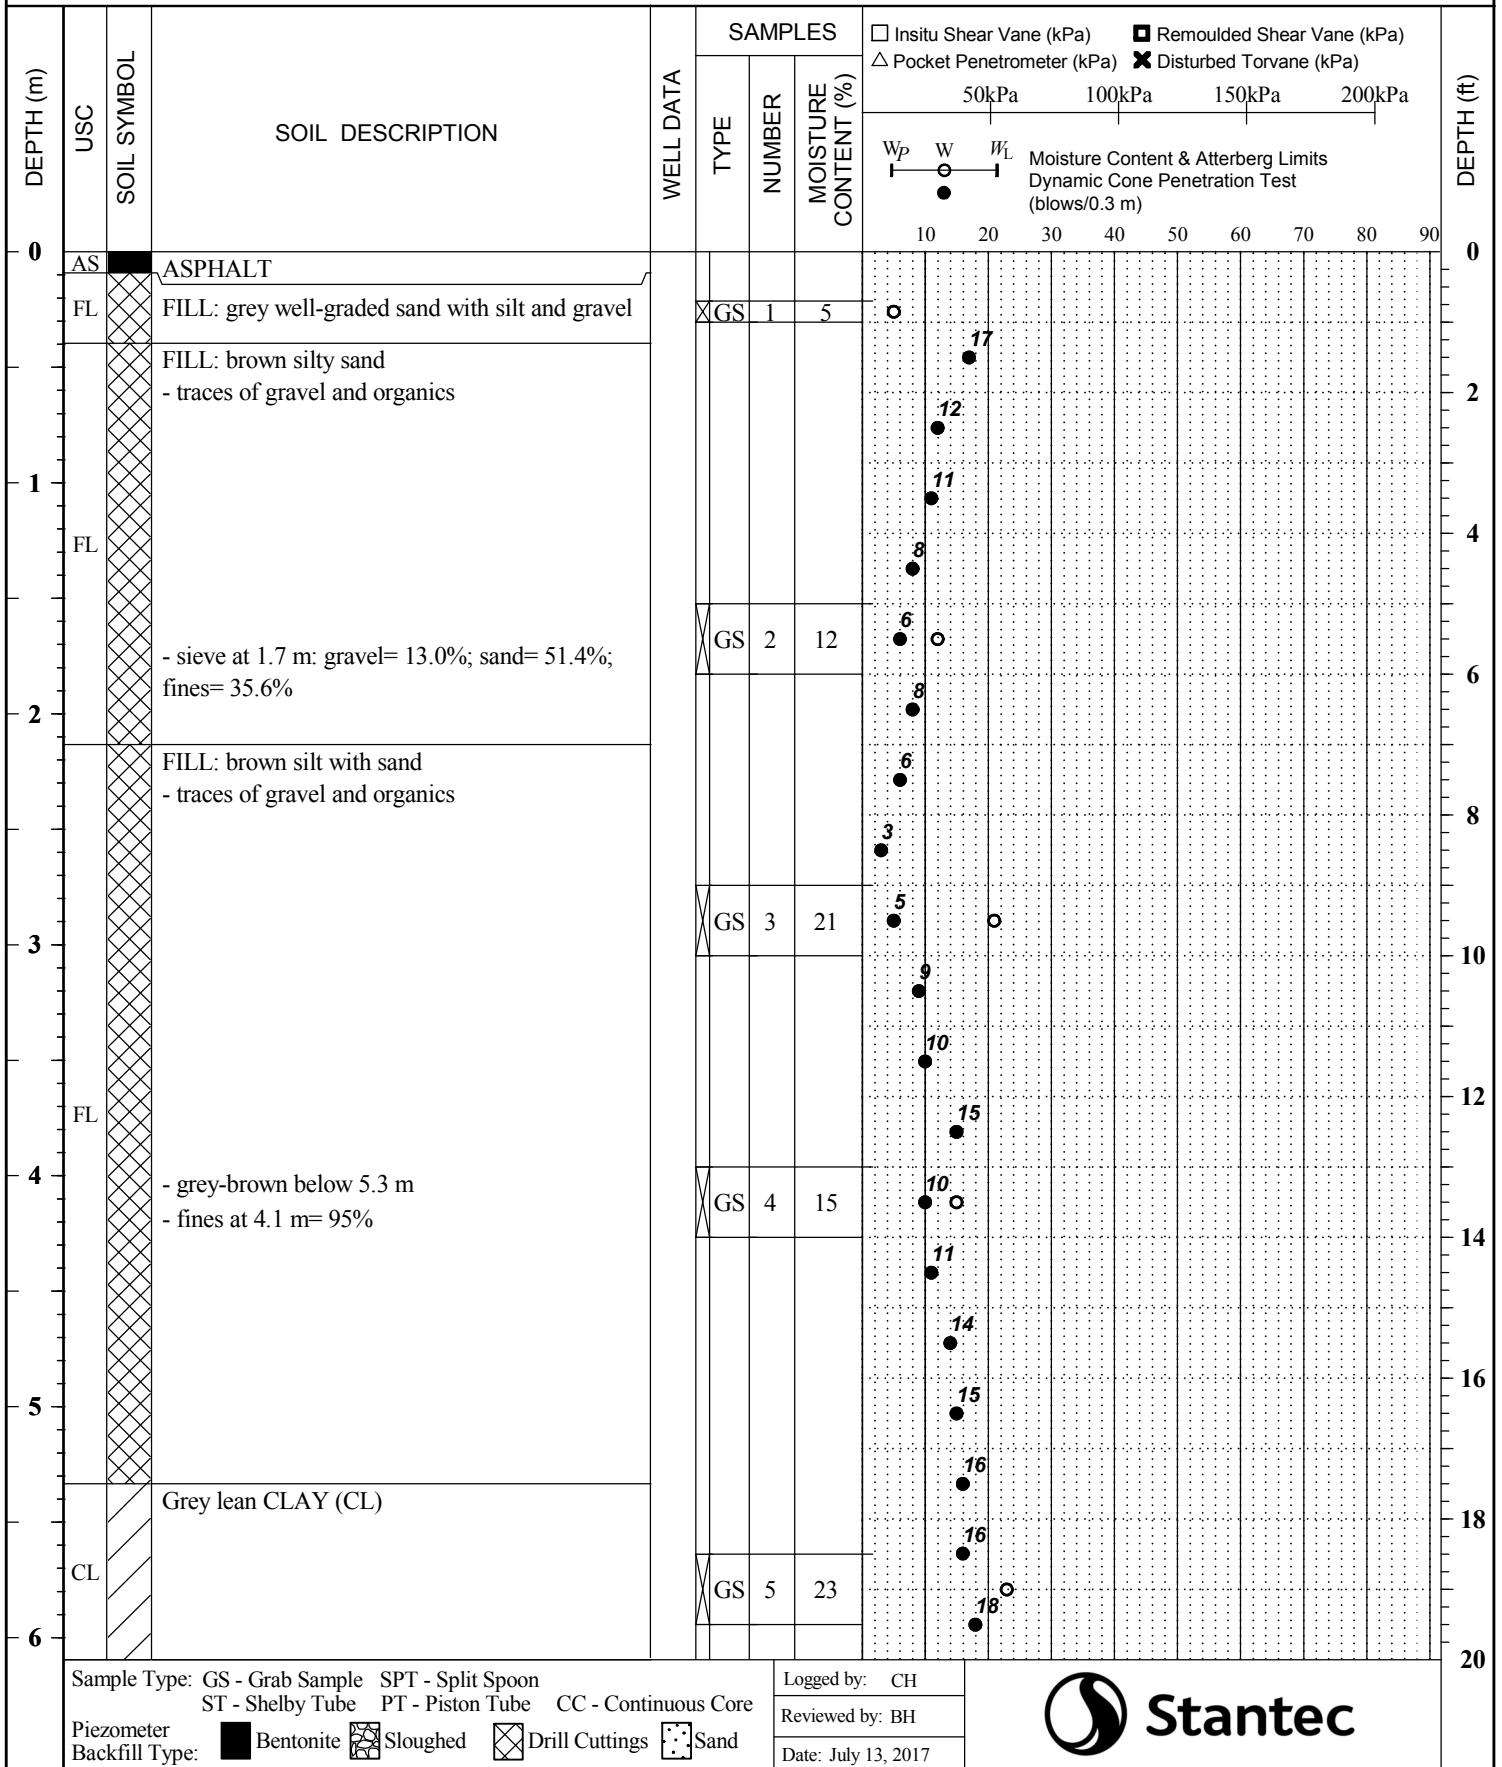 DEPTH (m)
USC
SOIL SYMBOL
SOIL DESCRIPTION
WELL DATA
SAMPLES
TYPE
NUMBER
MOISTURE CONTENT (%)
Insitu Shear Vane (kPa) Remoulded Shear Vane (kPa)
Pocket Penetrometer (kPa) Disturbed Torvane (kPa)
50kPa 100kPa 150kPa 200kPa
WP W WL
Moisture Content & Atterberg Limits
Dynamic Cone Penetration Test
(blows/0.3 m)
10 20 30 40 50 60 70 80 90
DEPTH (ft)
0 0
AS ASPHALT
FL FILL: grey well-graded sand with silt and gravel GS 1 5
17
FILL: brown silty sand
- traces of gravel and organics 2
12
1 11
FL 4
8
6
GS 2 12
- sieve at 1.7 m: gravel= 13.0%; sand= 51.4%;
fines= 35.6% 6
2 8
FILL: brown silt with sand 6
- traces of gravel and organics
8
3
5
GS 3 21
3 10
9
10
12
FL 15
4 - grey-brown below 5.3 m 10
GS 4 15
- fines at 4.1 m= 95%
14
11
14
16
5 15
16
Grey lean CLAY (CL)
18
16
CL GS 5 23
18
6
20
Sample Type: GS - Grab Sample SPT - Split Spoon
ST - Shelby Tube PT - Piston Tube CC - Continuous Core
Piezometer
Backfill Type: Bentonite Sloughed Drill Cuttings Sand
Logged by: CH
Reviewed by: BH
Date: July 13, 2017
Stantec